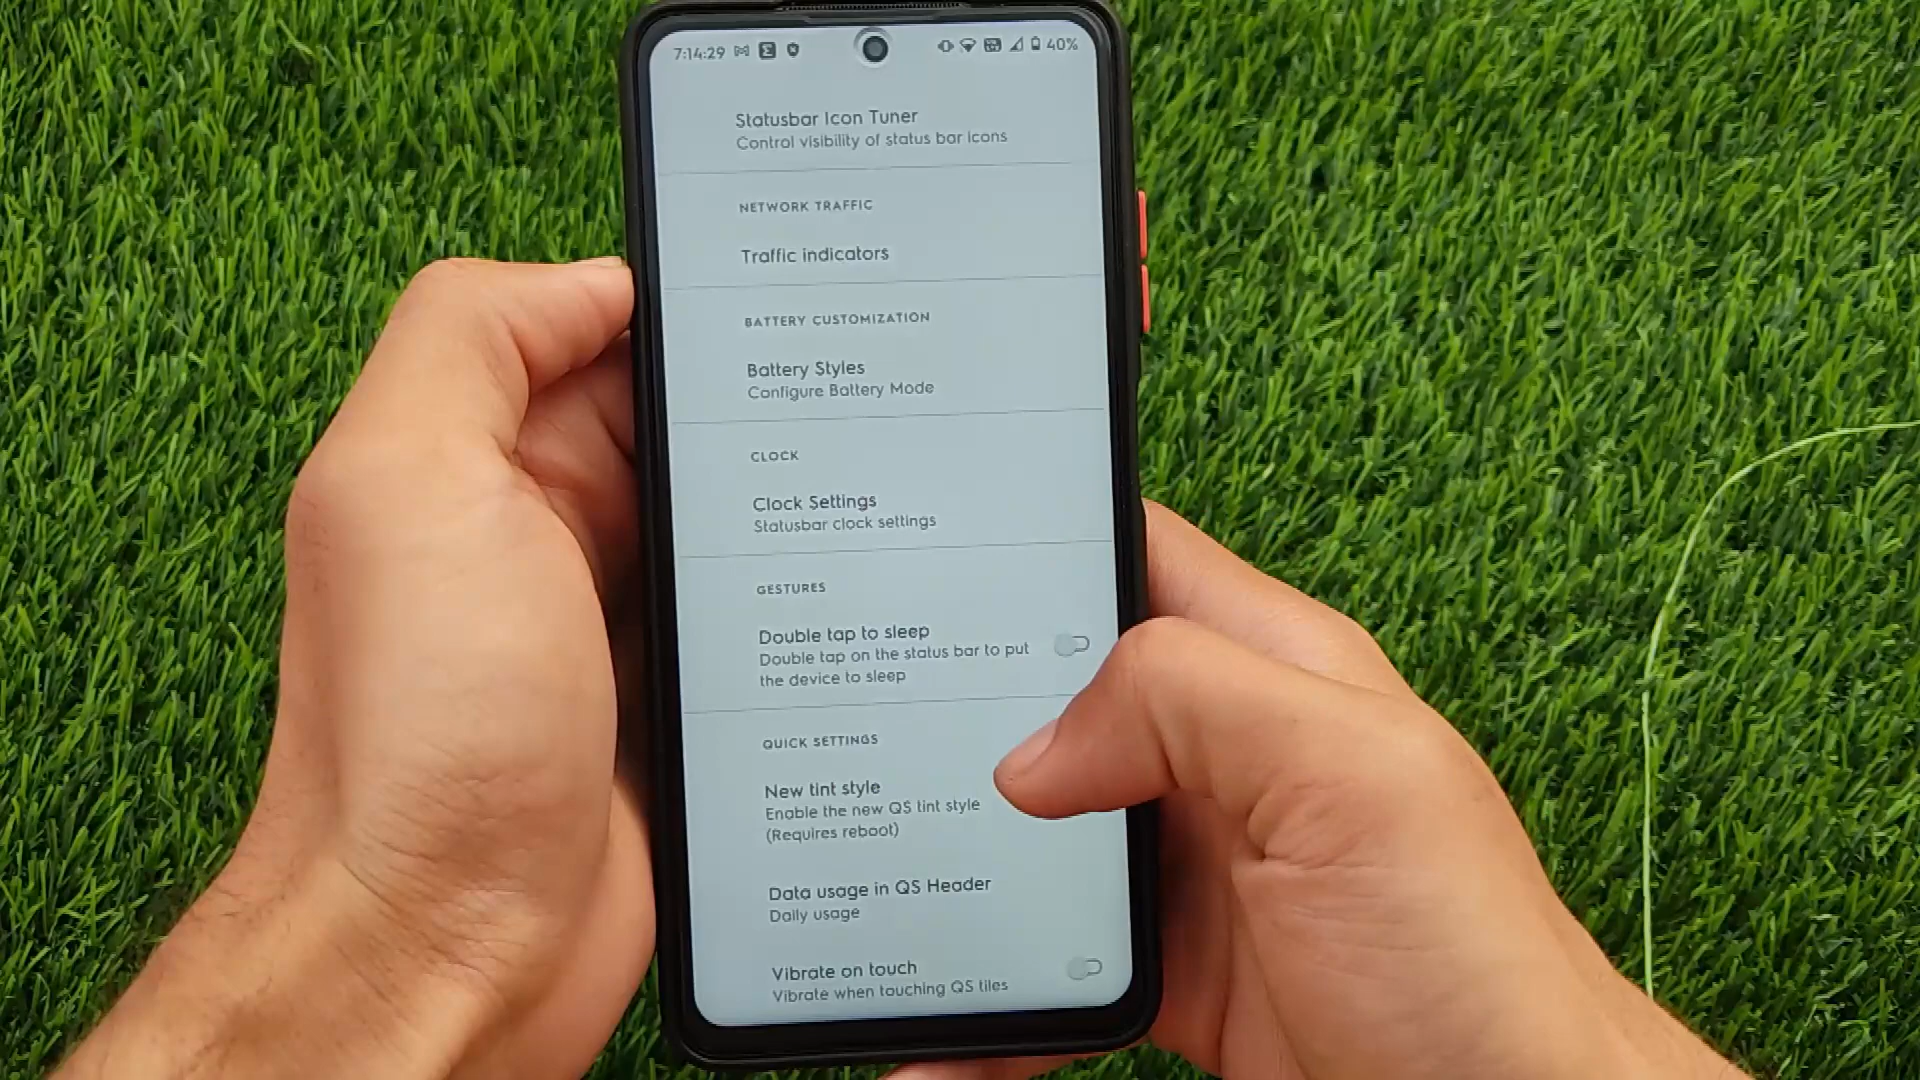 7:14:29 40%
Statusbar Icon Tuner
Control visibility of status bar icons
NETWORK TRAFFIC
Traffic indicators
BATTERY CUSTOMIZATION
Battery Styles
Configure Battery Mode
CLOCK
Clock Settings
Statusbar clock settings
GESTURES
Double tap to sleep
Double tap on the status bar to put
the device to sleep
QUICK SETTINGS
New tint style
Enable the new QS tint style
(Requires reboot)
Data usage in QS Header
Daily usage
Vibrate on touch
Vibrate when touching QS tiles